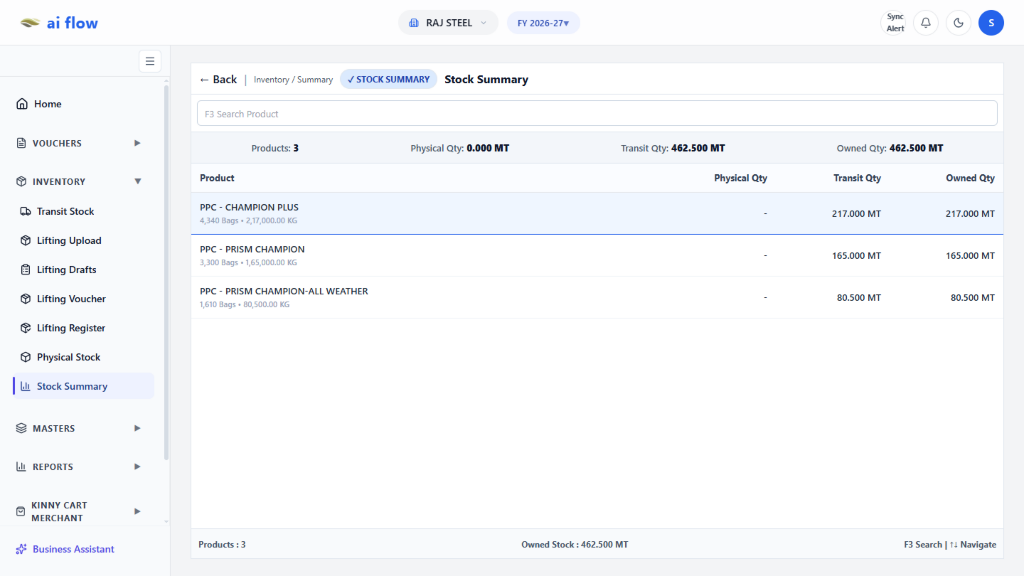 ai flow
RAJ STEEL
FY 2026-27▾
Sync Alert
S
Home
VOUCHERS
INVENTORY
Transit Stock
Lifting Upload
Lifting Drafts
Lifting Voucher
Lifting Register
Physical Stock
Stock Summary
MASTERS
REPORTS
KINNY CART MERCHANT
Business Assistant
← Back | Inventory / Summary ✓ STOCK SUMMARY Stock Summary
F3 Search Product
Products: 3 Physical Qty: 0.000 MT Transit Qty: 462.500 MT Owned Qty: 462.500 MT
Product Physical Qty Transit Qty Owned Qty
PPC - CHAMPION PLUS - 217.000 MT 217.000 MT
4,340 Bags • 2,17,000.00 KG
PPC - PRISM CHAMPION - 165.000 MT 165.000 MT
3,300 Bags • 1,65,000.00 KG
PPC - PRISM CHAMPION-ALL WEATHER - 80.500 MT 80.500 MT
1,610 Bags • 80,500.00 KG
Products : 3 Owned Stock : 462.500 MT F3 Search | ↑↓ Navigate